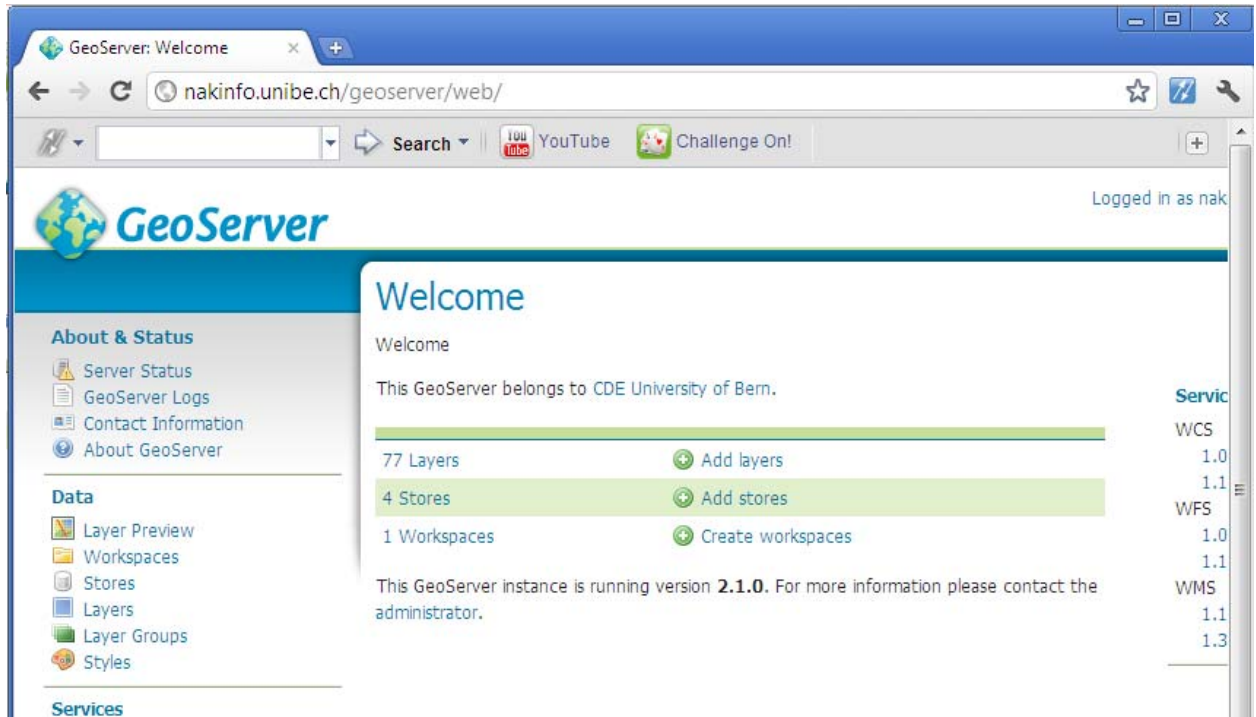 GeoServer: Welcome
nakinfo.unibe.ch/geoserver/web/
Search
You Tube
YouTube
Challenge On!
Logged in as nak
GeoServer
Welcome
About & Status
Server Status
GeoServer Logs
Contact Information
About GeoServer
Data
Layer Preview
Workspaces
Stores
Layers
Layer Groups
Styles
Services
Welcome
This GeoServer belongs to CDE University of Bern.
77 Layers Add layers
4 Stores Add stores
1 Workspaces Create workspaces
This GeoServer instance is running version 2.1.0. For more information please contact the
administrator.
Servic
WCS
1.0
1.1
WFS
1.0
1.1
WMS
1.1
1.3